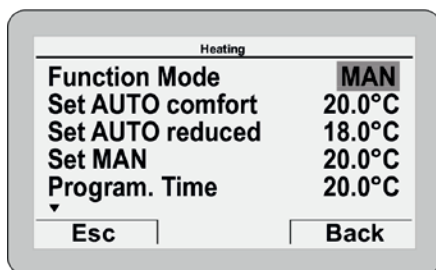 Heating
Function Mode MAN
Set AUTO comfort 20.0°C
Set AUTO reduced 18.0°C
Set MAN 20.0°C
Program. Time 20.0°C
Esc Back